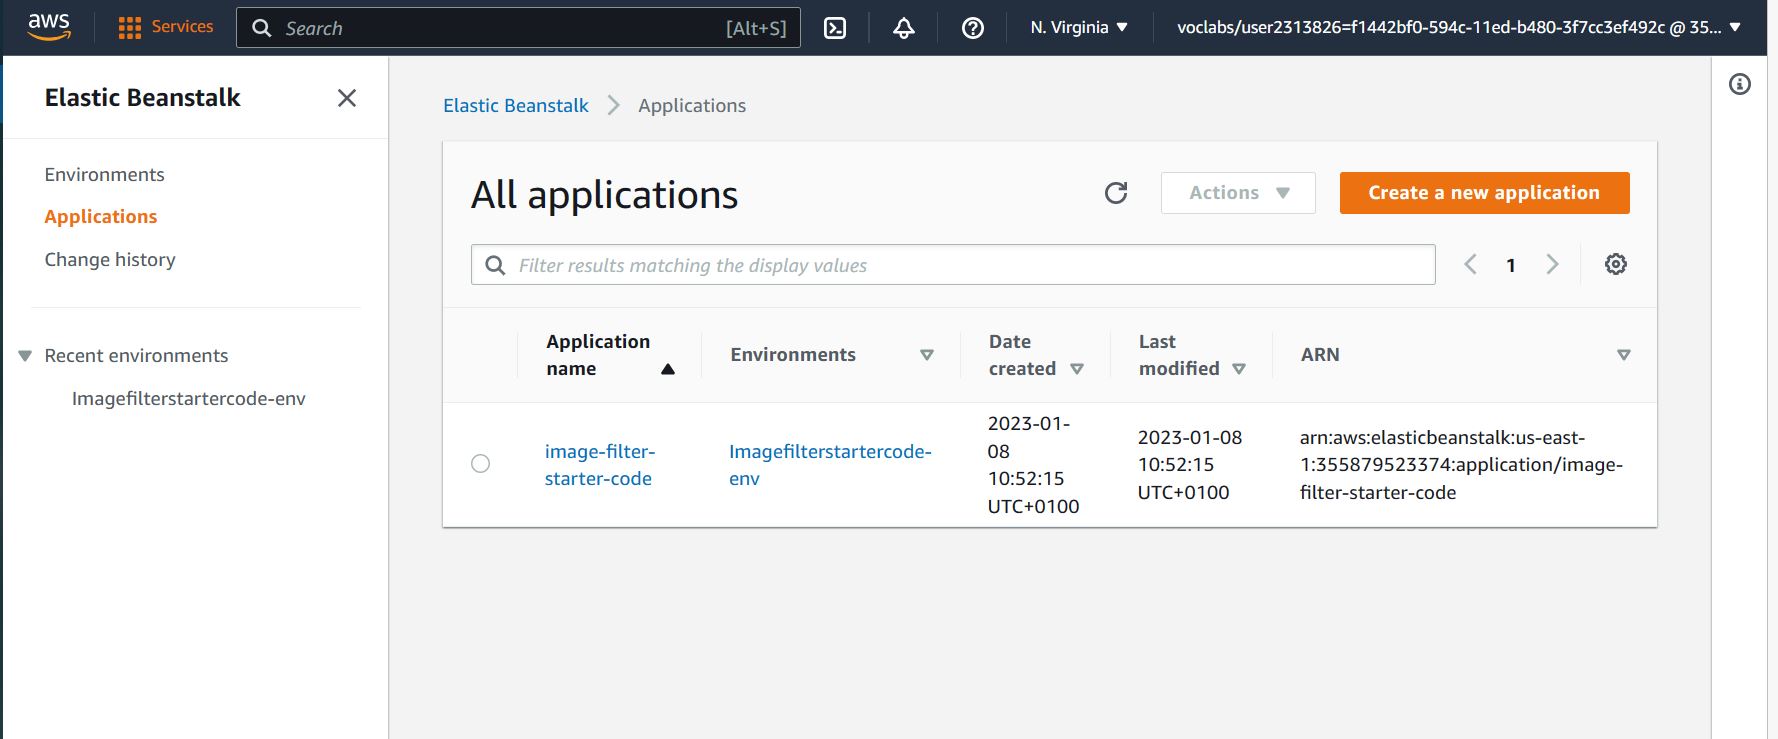 aws
Services
Search
[Alt+S]
N. Virginia
voclabs/user2313826=f1442bf0-594c-11ed-b480-3f7cc3ef492c @ 35...
Elastic Beanstalk
Environments
Applications
Change history
Recent environments
Imagefilterstartercode-env
Elastic Beanstalk
Applications
All applications
Actions
Create a new application
Filter results matching the display values
1
Application
name
Environments
Date
created
Last
modified
ARN
image-filter-
starter-code
Imagefilterstartercode-
env
2023-01-
08
10:52:15
UTC+0100
2023-01-08
10:52:15
UTC+0100
arn:aws:elasticbeanstalk:us-east-
1:355879523374:application/image-
filter-starter-code